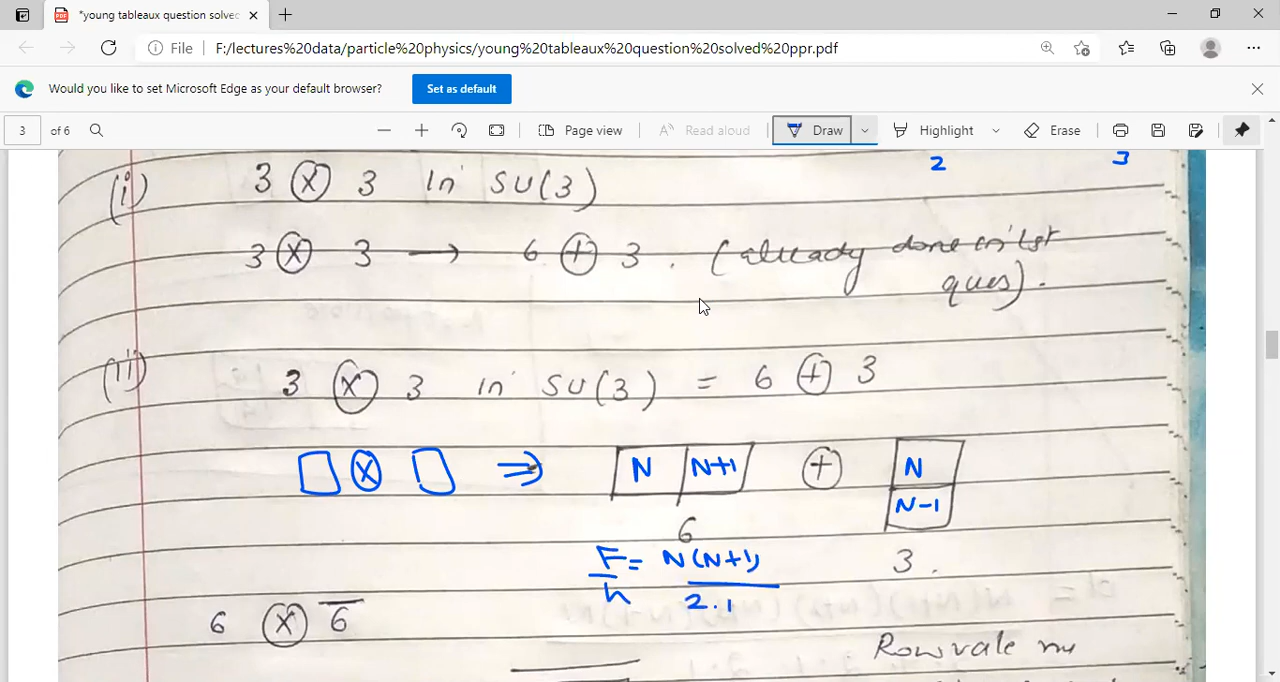 *young tableaux question solved
File F:/lectures%20data/particle%20physics/young%20tableaux%20question%20solved%20ppr.pdf
Would you like to set Microsoft Edge as your default browser? Set as default
3 of 6 Page view Read aloud Draw Highlight Erase
2 3
(i) 3 ⊗ 3 in SU(3)
3 ⊗ 3 → 6 ⊕ 3 . (already done in 1st
ques).
(ii) 3 ⊗ 3 in SU(3) = 6 ⊕ 3
□ ⊗ □ ⇒ N N+1 ⊕ N
N-1
6
F/h = N(N+1)/2.1
3 .
6 ⊗ 6̅
Row